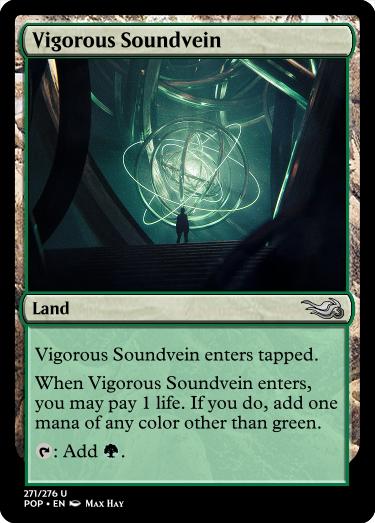 Vigorous Soundvein
Land
Vigorous Soundvein enters tapped.
When Vigorous Soundvein enters,
you may pay 1 life. If you do, add one
mana of any color other than green.
: Add .
271/276 U
POP • EN Max Hay